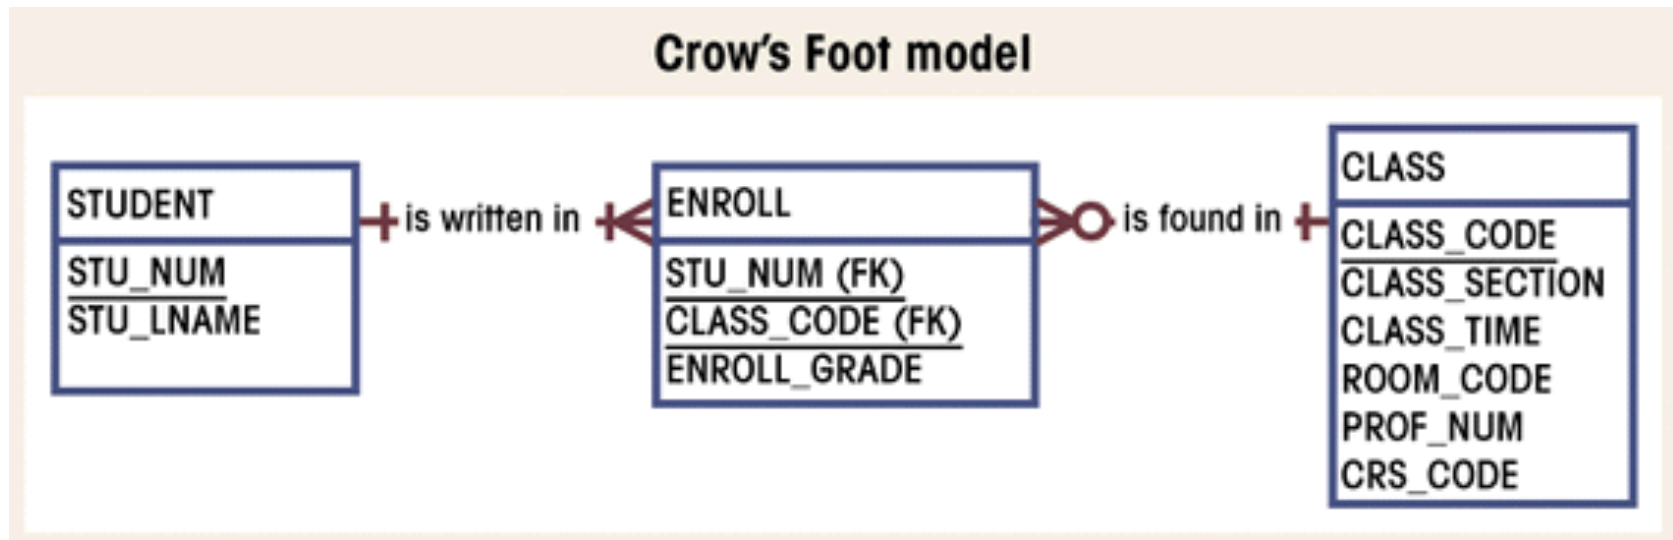 Crow's Foot model
STUDENT
STU_NUM
STU_LNAME
is written in
ENROLL
STU_NUM (FK)
CLASS_CODE (FK)
ENROLL_GRADE
is found in
CLASS
CLASS_CODE
CLASS_SECTION
CLASS_TIME
ROOM_CODE
PROF_NUM
CRS_CODE